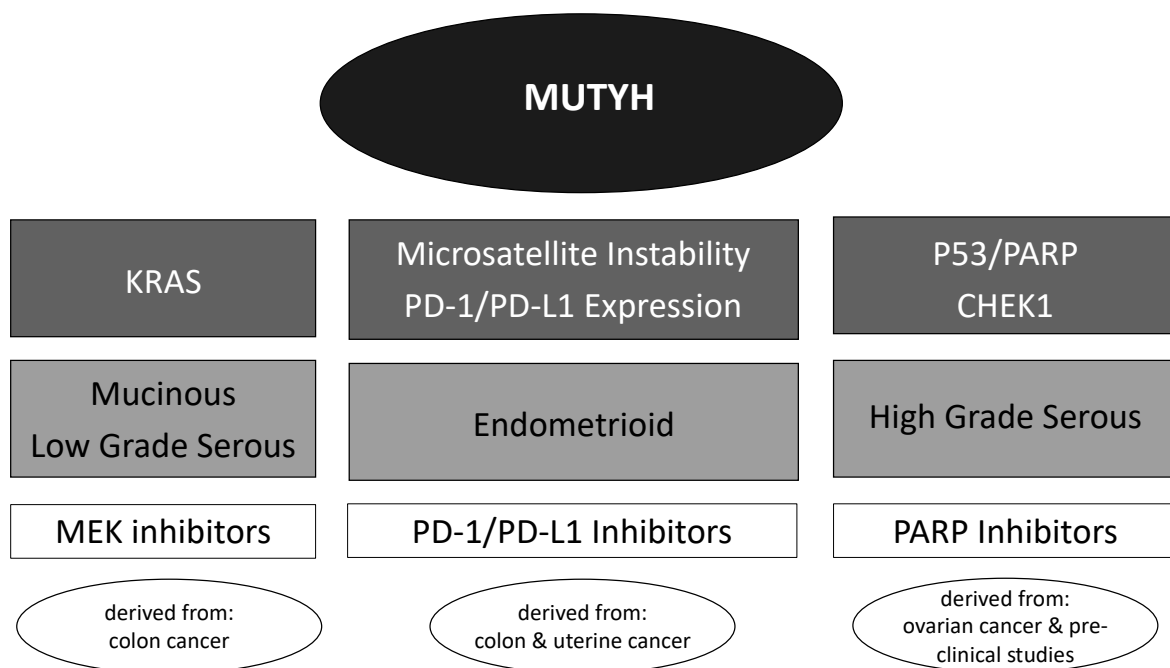 MUTYH
KRAS
Microsatellite Instability
PD-1/PD-L1 Expression
P53/PARP
CHEK1
Mucinous
Low Grade Serous
Endometrioid
High Grade Serous
MEK inhibitors
PD-1/PD-L1 Inhibitors
PARP Inhibitors
derived from:
colon cancer
derived from:
colon & uterine cancer
derived from:
ovarian cancer & pre-
clinical studies